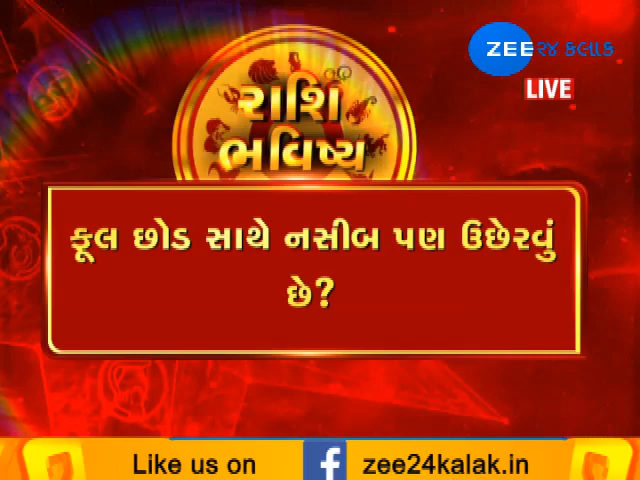 ZEE ૨૪ કલાક
LIVE
રાશિ
ભવિષ્ય
ફૂલ છોડ સાથે નસીબ પણ ઉછેરવું
છે?
Like us on f zee24kalak.in